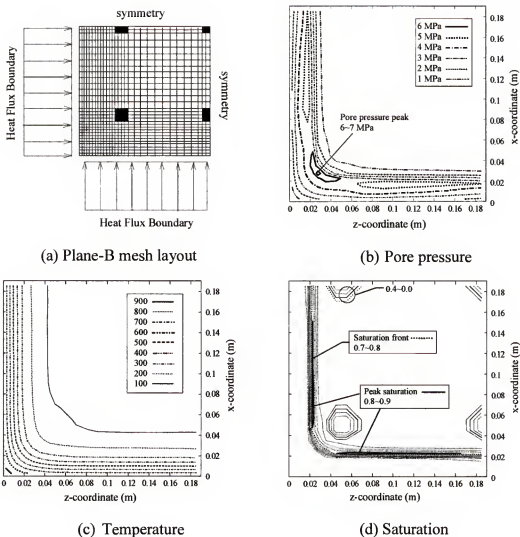 symmetry
symmetry
Heat Flux Boundary
Heat Flux Boundary
(a) Plane-B mesh layout
6 MPa
5 MPa
4 MPa
3 MPa
2 MPa
1 MPa
Pore pressure peak
6~7 MPa
0.18
0.16
0.14
0.12
0.10
0.08
0.06
0.04
0.02
0
x-coordinate (m)
0 0.02 0.04 0.06 0.08 0.10 0.12 0.14 0.16 0.18
z-coordinate (m)
(b) Pore pressure
900
800
700
600
500
400
300
200
100
0.18
0.16
0.14
0.12
0.10
0.08
0.06
0.04
0.02
0
x-coordinate (m)
0 0.02 0.04 0.06 0.08 0.10 0.12 0.14 0.16 0.18
z-coordinate (m)
(c) Temperature
0.4-0.0
Saturation front
0.7~0.8
Peak saturation
0.8~0.9
0.18
0.16
0.14
0.12
0.10
0.08
0.06
0.04
0.02
0
x-coordinate (m)
0 0.02 0.04 0.06 0.08 0.10 0.12 0.14 0.16 0.18
z-coordinate (m)
(d) Saturation